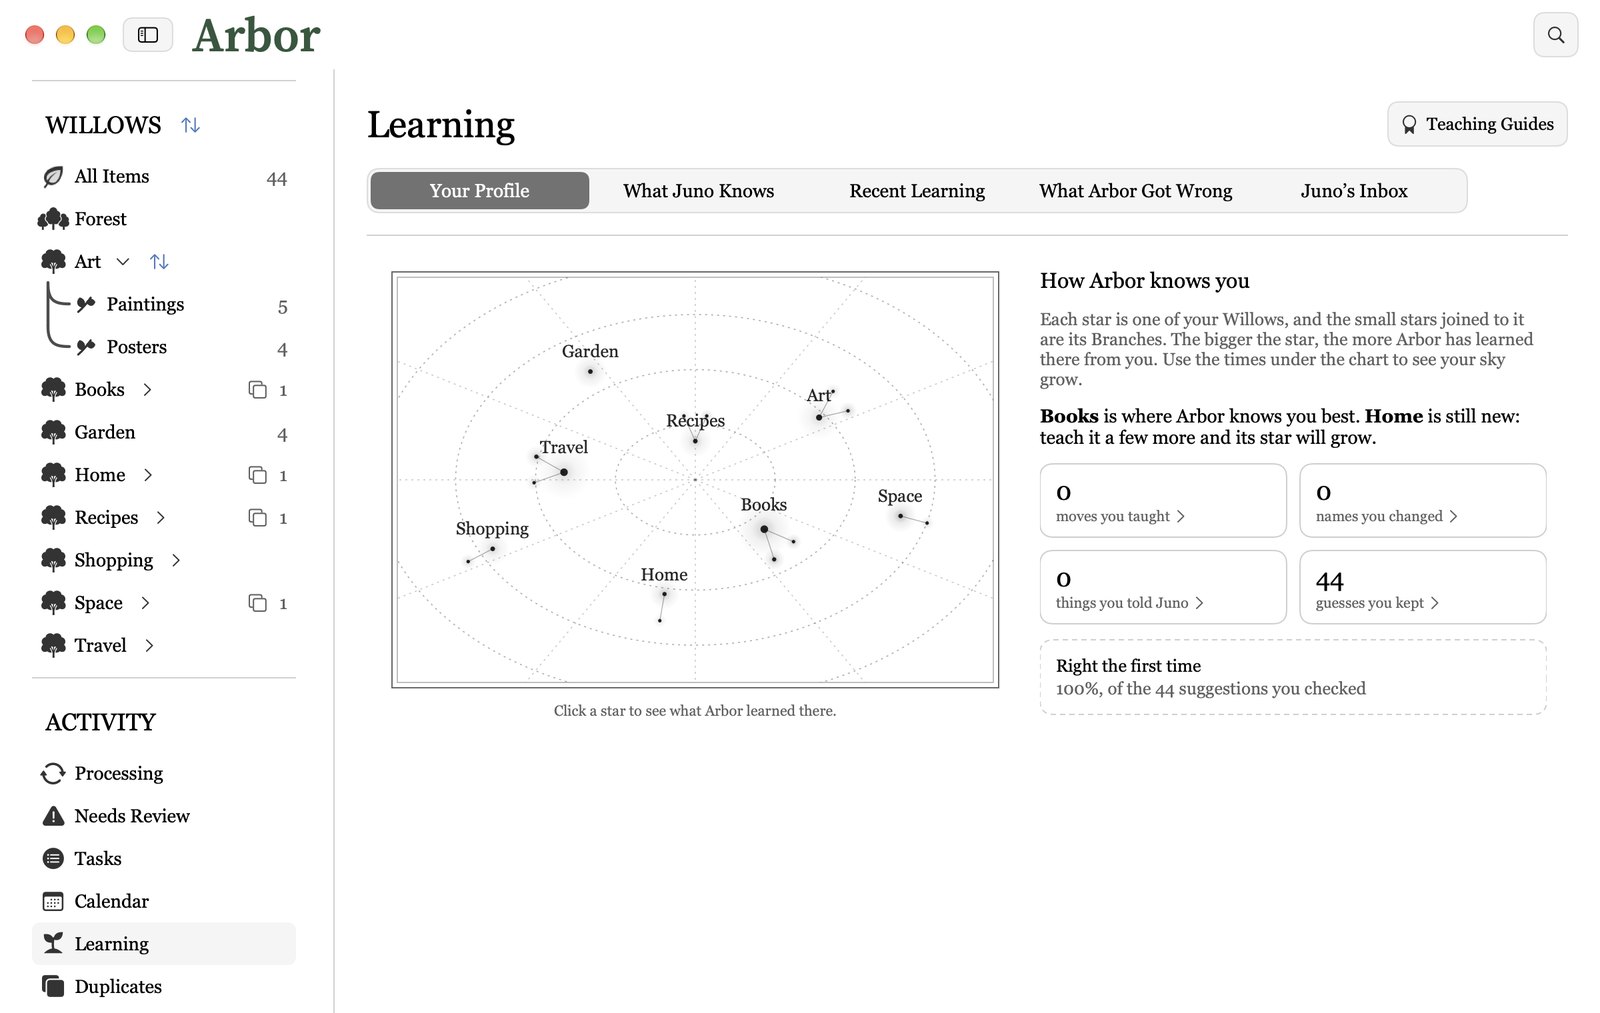 Arbor
WILLOWS
All Items 44
Forest
Art
Paintings 5
Posters 4
Books 1
Garden 4
Home 1
Recipes 1
Shopping
Space 1
Travel
ACTIVITY
Processing
Needs Review
Tasks
Calendar
Learning
Duplicates
Learning
Teaching Guides
Your Profile
What Juno Knows
Recent Learning
What Arbor Got Wrong
Juno’s Inbox
Garden
Art
Recipes
Travel
Space
Books
Shopping
Home
Click a star to see what Arbor learned there.
How Arbor knows you
Each star is one of your Willows, and the small stars joined to it
are its Branches. The bigger the star, the more Arbor has learned
there from you. Use the times under the chart to see your sky
grow.
Books is where Arbor knows you best. Home is still new:
teach it a few more and its star will grow.
0
moves you taught
0
names you changed
0
things you told Juno
44
guesses you kept
Right the first time
100%, of the 44 suggestions you checked